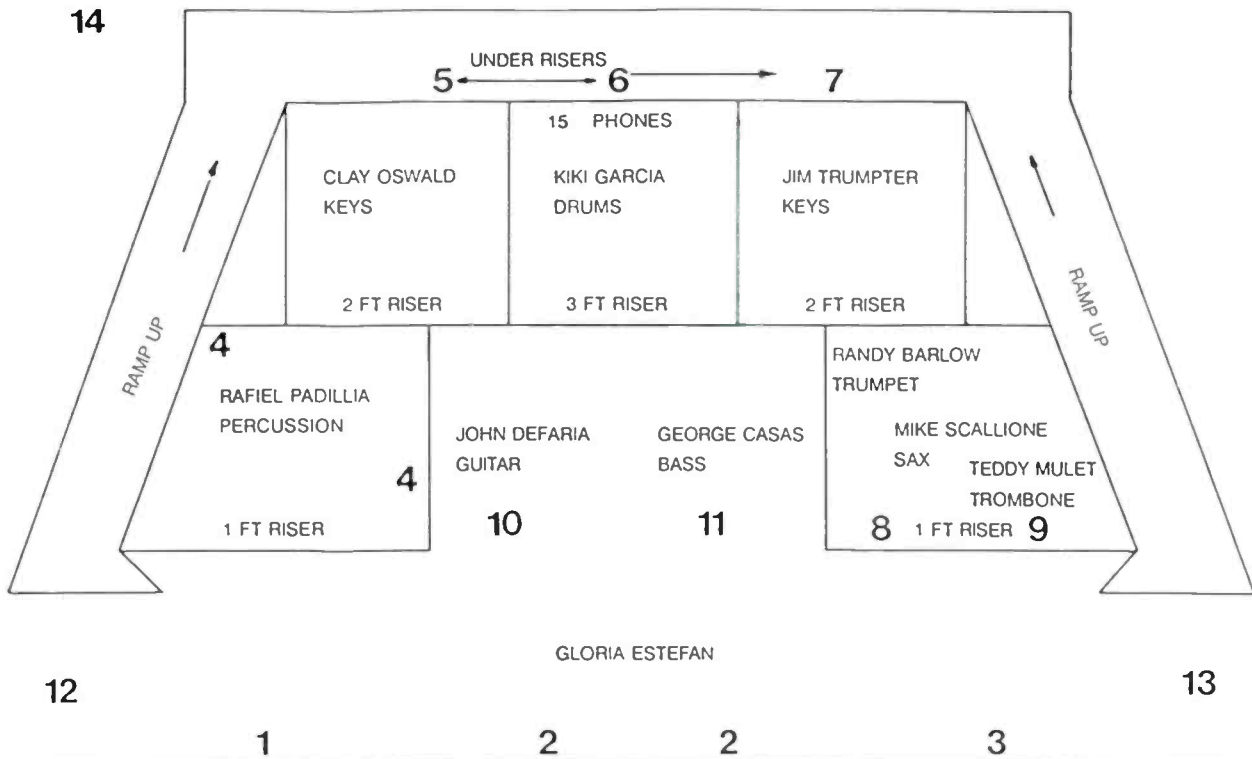 14
UNDER RISERS
5 6 7
15 PHONES
CLAY OSWALD
KEYS
KIKI GARCIA
DRUMS
JIM TRUMPTER
KEYS
2 FT RISER
3 FT RISER
2 FT RISER
RAMP UP
RAMP UP
4
RAFIEL PADILLIA
PERCUSSION
4
1 FT RISER
JOHN DEFARIA
GUITAR
10
GEORGE CASAS
BASS
11
RANDY BARLOW
TRUMPET
MIKE SCALLIONE
SAX
TEDDY MULET
TROMBONE
8 1 FT RISER 9
GLORIA ESTEFAN
12
13
1 2 2 3